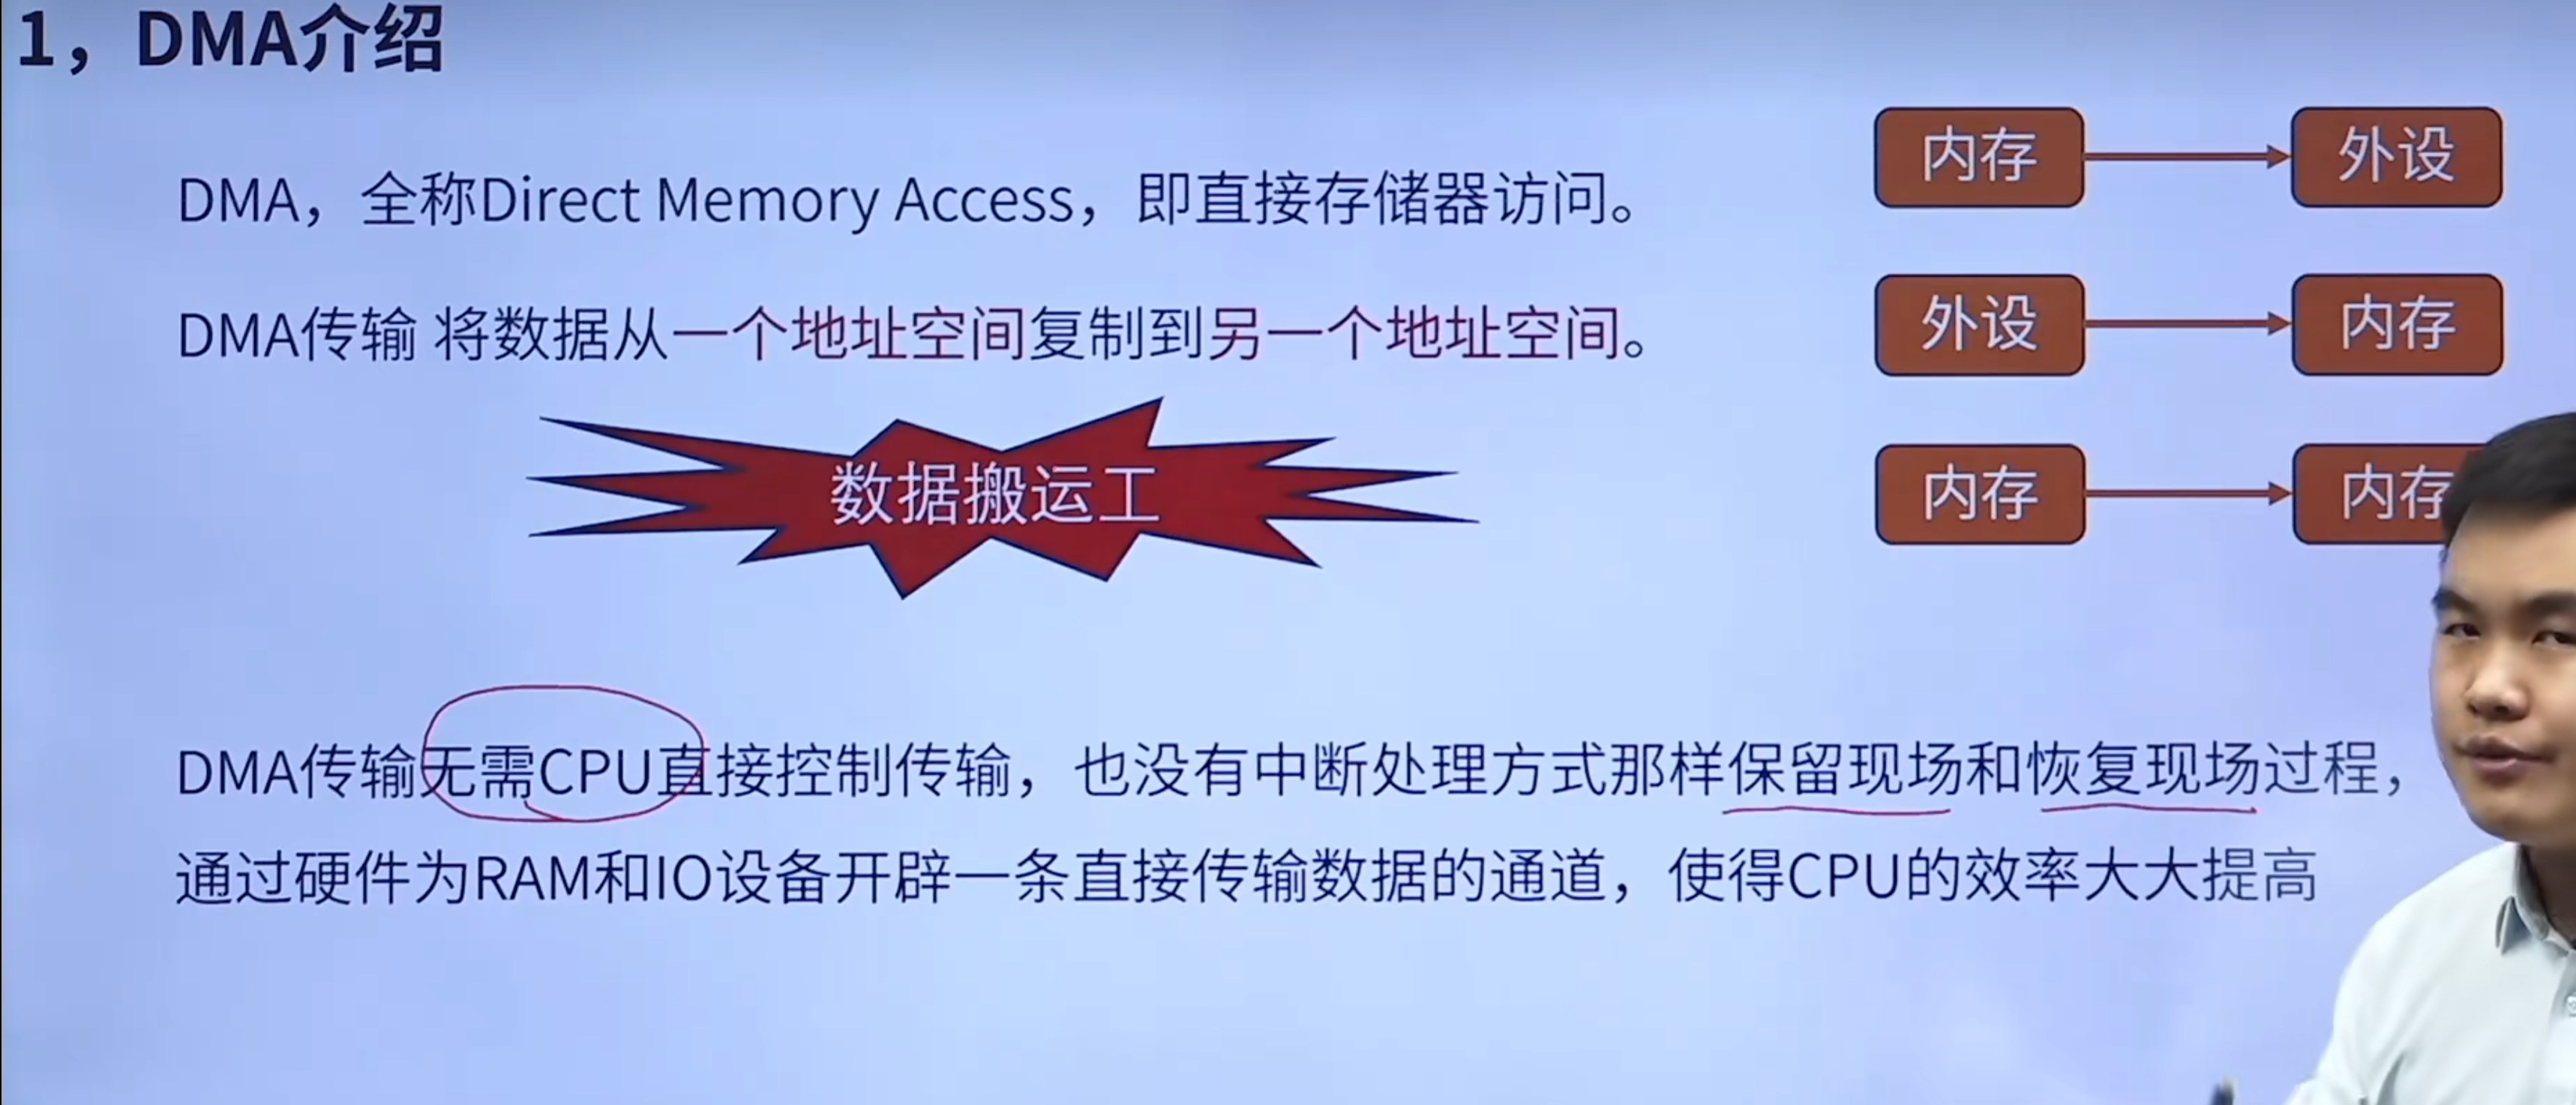 1，DMA介绍
DMA，全称Direct Memory Access，即直接存储器访问。
DMA传输 将数据从一个地址空间复制到另一个地址空间。
数据搬运工
内存
外设
外设
内存
内存
内存
DMA传输无需CPU直接控制传输，也没有中断处理方式那样保留现场和恢复现场过程，
通过硬件为RAM和IO设备开辟一条直接传输数据的通道，使得CPU的效率大大提高